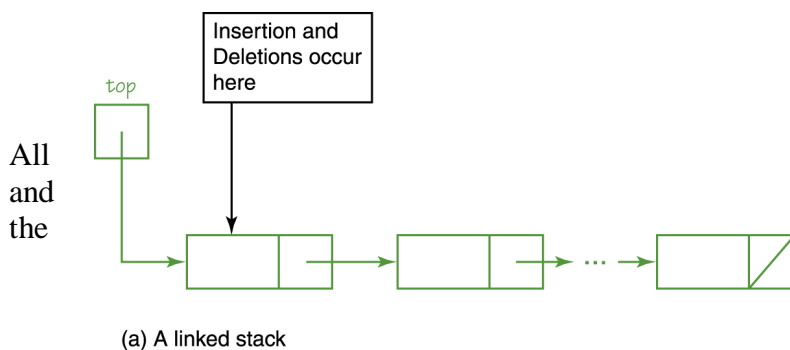 Insertion and
Deletions occur
here
top
All
and
the
...
(a) A linked stack